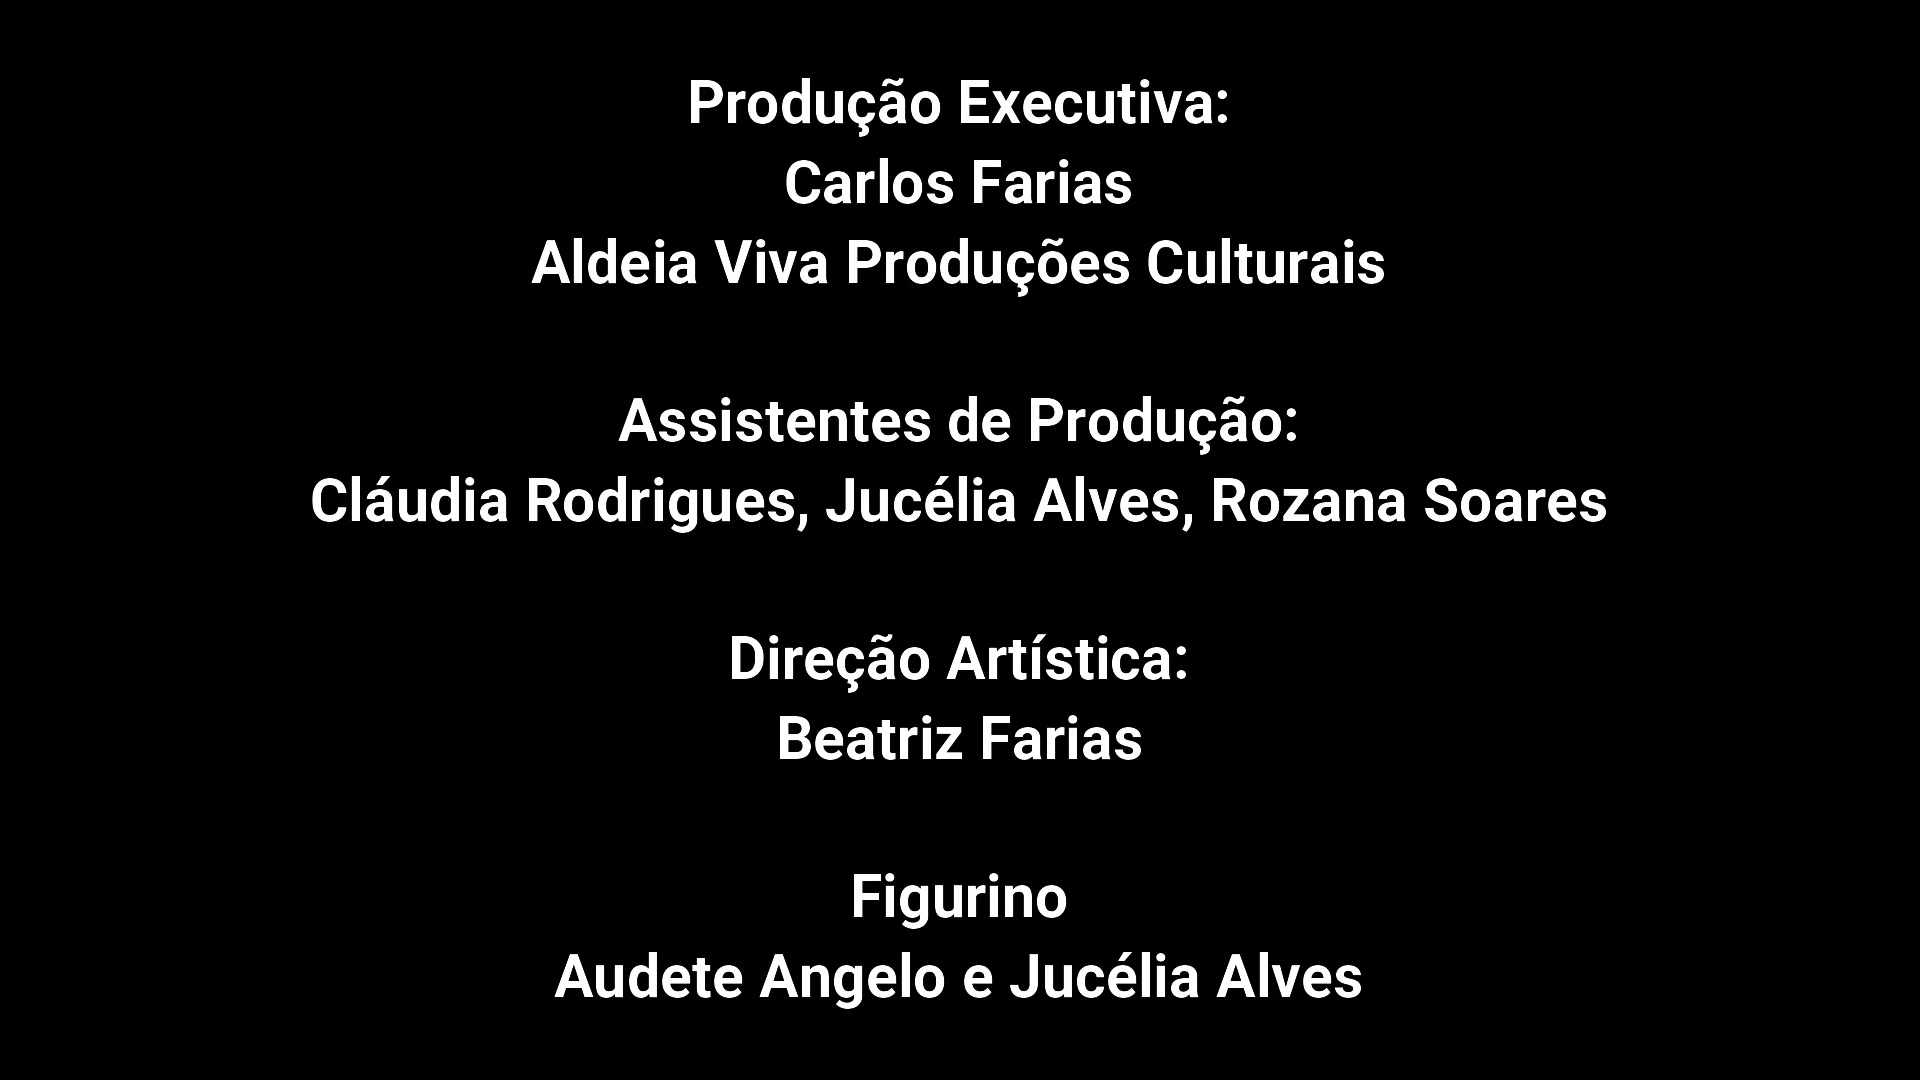 Produção Executiva:
Carlos Farias
Aldeia Viva Produções Culturais
Assistentes de Produção:
Cláudia Rodrigues, Jucélia Alves, Rozana Soares
Direção Artística:
Beatriz Farias
Figurino
Audete Angelo e Jucélia Alves